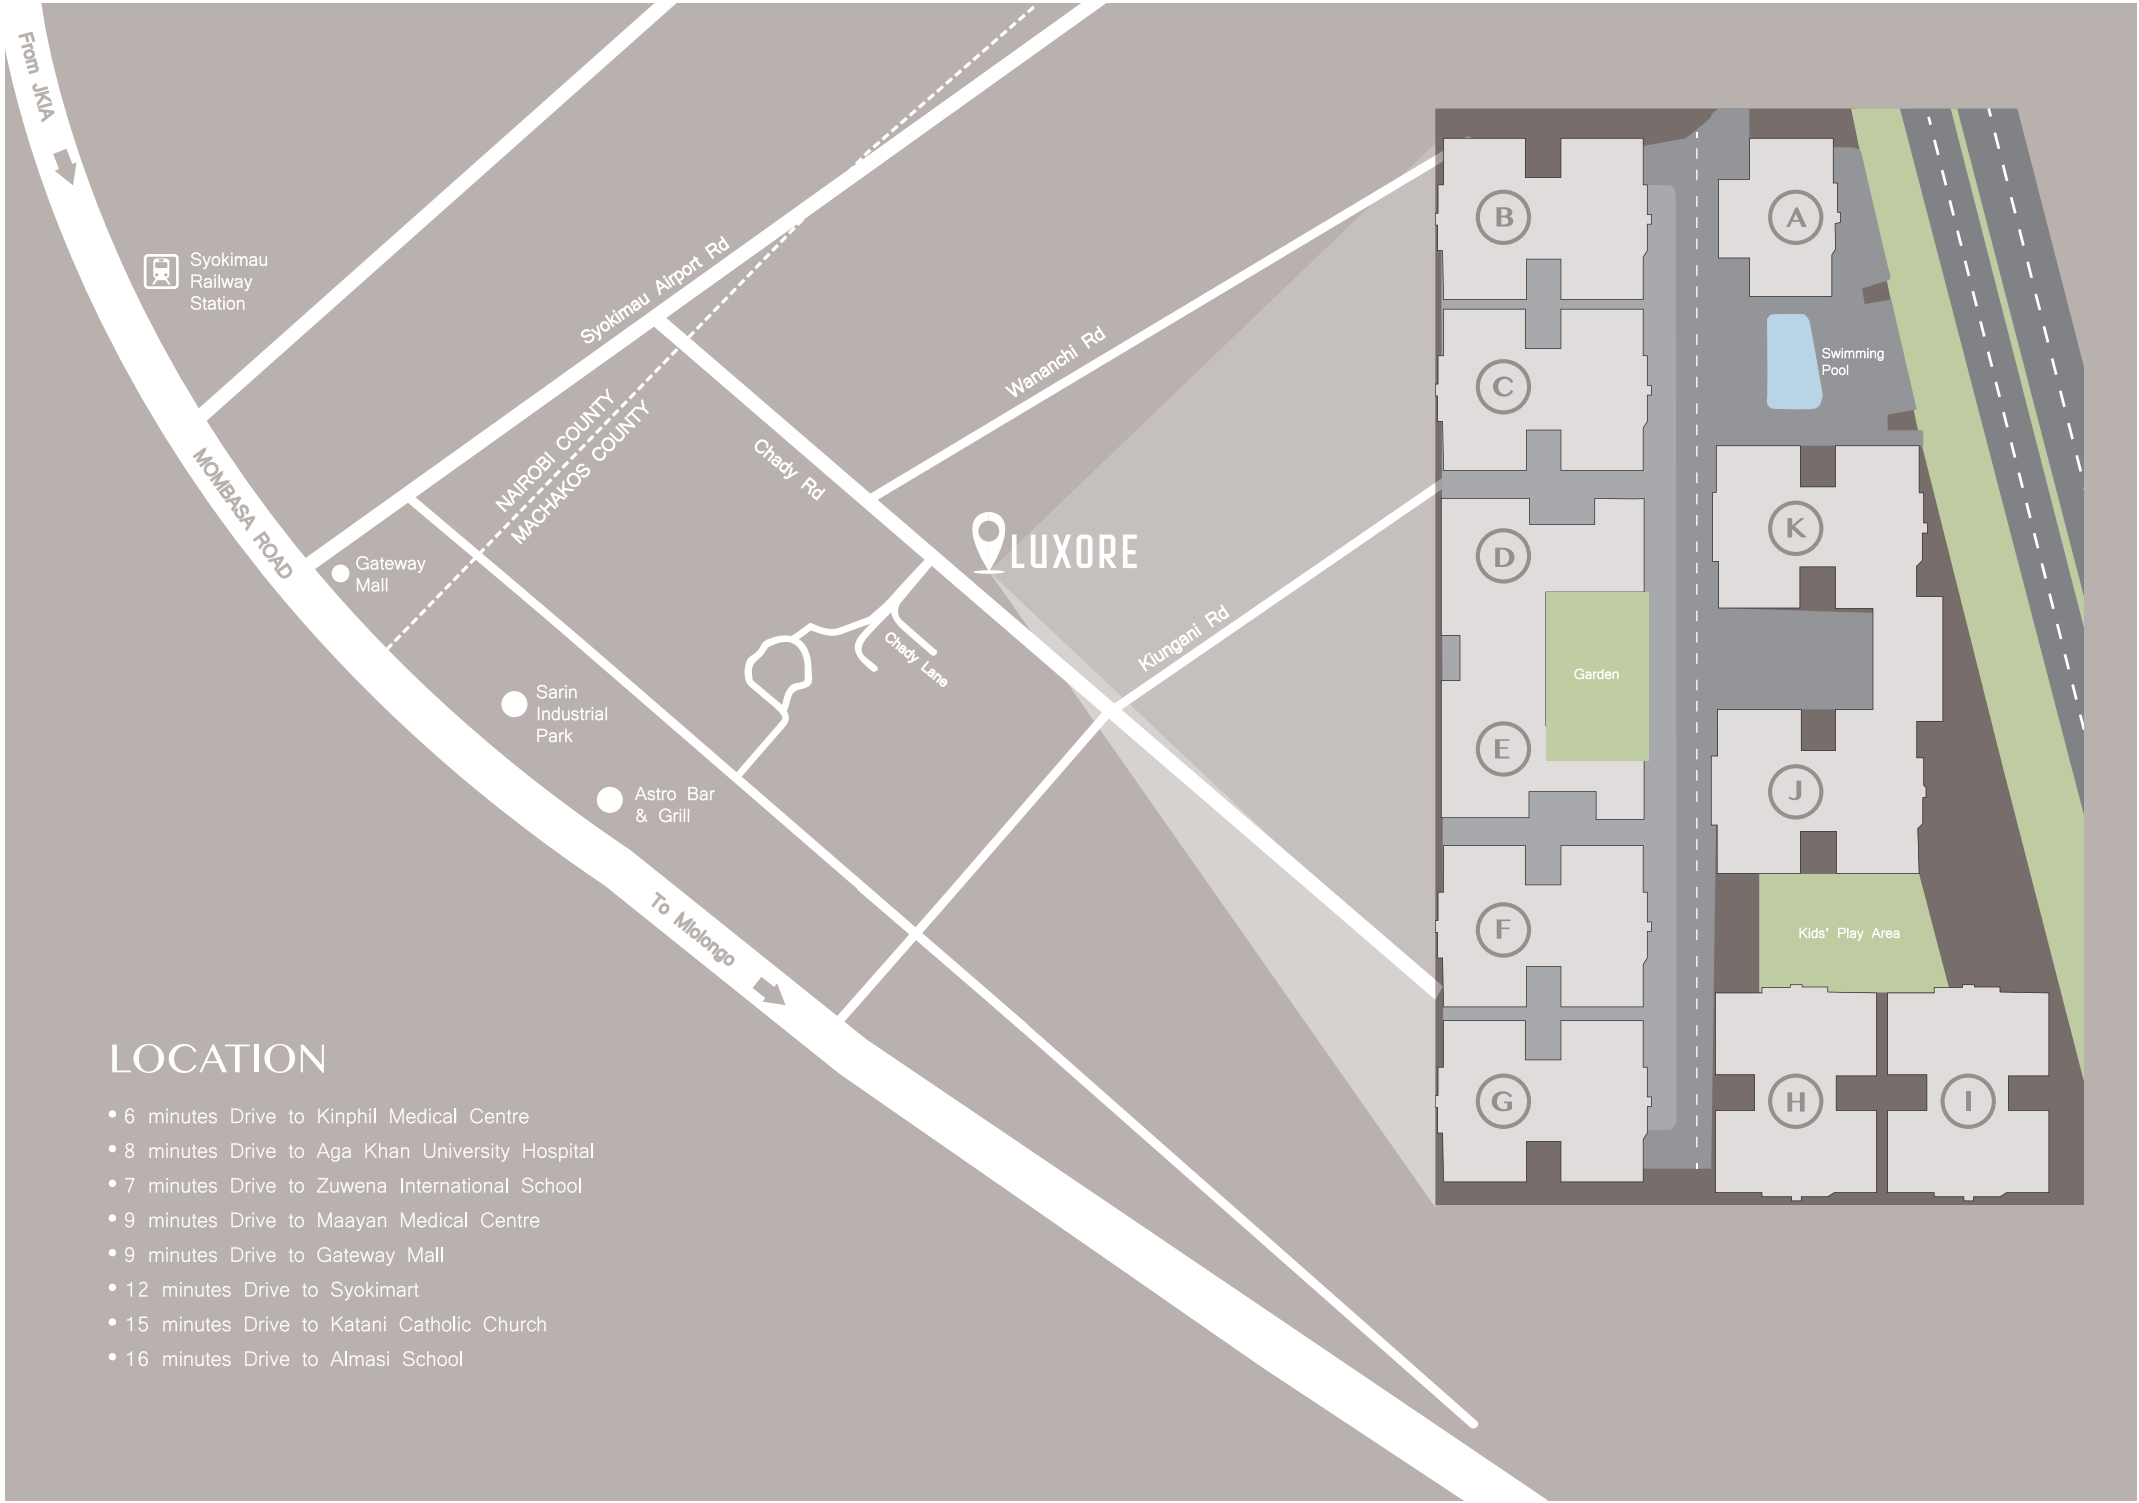 From JKIA
Syokimau
Railway
Station
MOMBASA ROAD
Syokimau Airport Rd
NAIROBI COUNTY
MACHAKOS COUNTY
Gateway
Mall
Chady Rd
Wananchi Rd
LUXORE
Chady Lane
Kiungani Rd
Sarin
Industrial
Park
Astro Bar
& Grill
To Mlolongo
LOCATION
• 6 minutes Drive to Kinphil Medical Centre
• 8 minutes Drive to Aga Khan University Hospital
• 7 minutes Drive to Zuwena International School
• 9 minutes Drive to Maayan Medical Centre
• 9 minutes Drive to Gateway Mall
• 12 minutes Drive to Syokimart
• 15 minutes Drive to Katani Catholic Church
• 16 minutes Drive to Almasi School
B
A
C
Swimming
Pool
D
K
Garden
E
J
F
Kids' Play Area
G
H
I